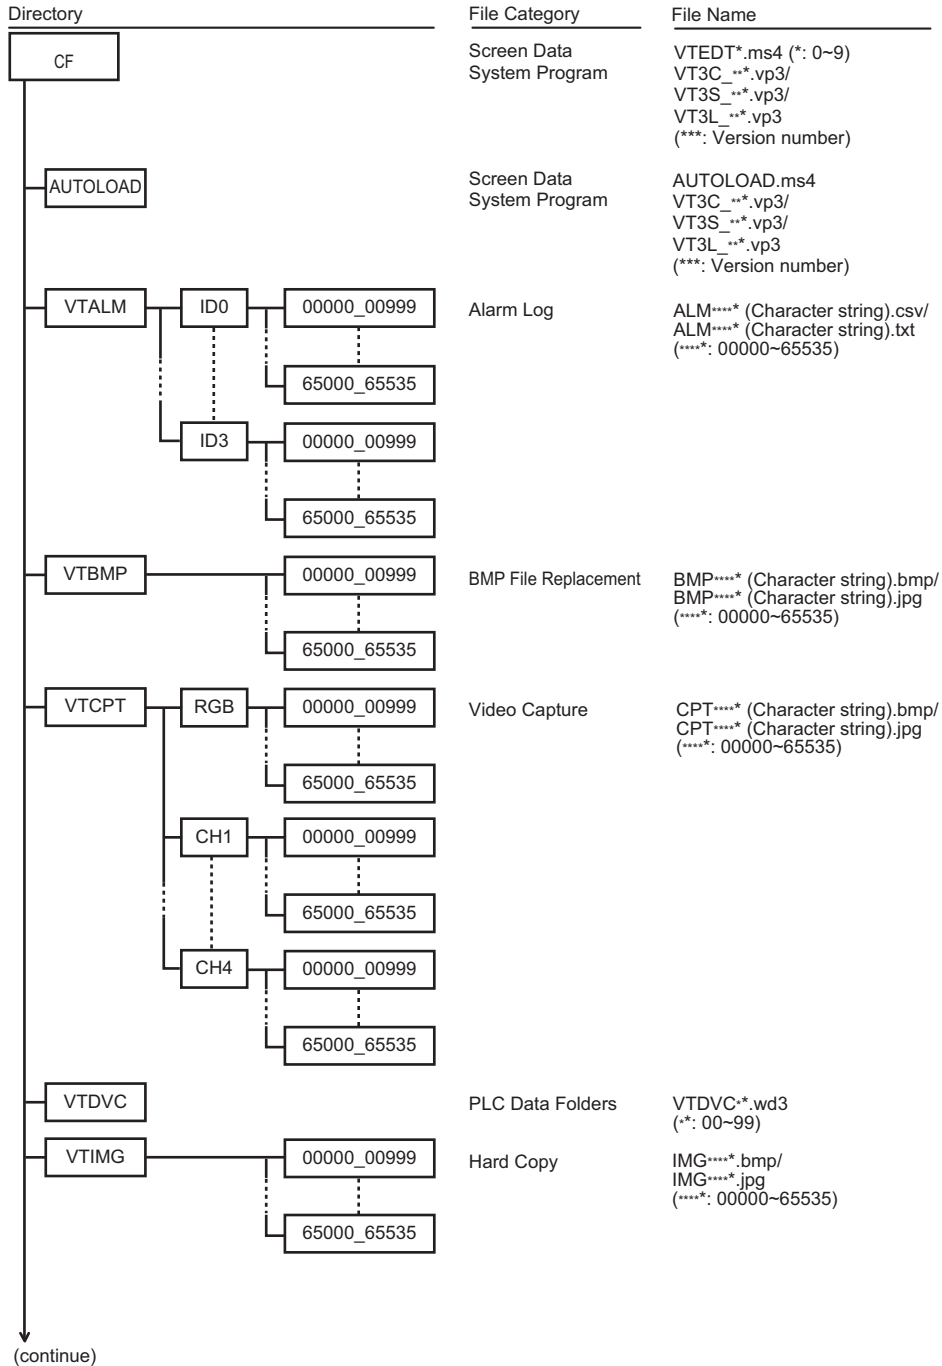 Directory File Category File Name
CF
Screen Data VTEDT*.ms4 (*: 0~9)
System Program VT3C_***.vp3/
VT3S_***.vp3/
VT3L_***.vp3
(***: Version number)
AUTOLOAD
Screen Data AUTOLOAD.ms4
System Program VT3C_***.vp3/
VT3S_***.vp3/
VT3L_***.vp3
(***: Version number)
VTALM ID0 00000_00999 Alarm Log ALM***** (Character string).csv/
ALM***** (Character string).txt
(*****: 00000~65535)
65000_65535
ID3 00000_00999
65000_65535
VTBMP 00000_00999 BMP File Replacement BMP***** (Character string).bmp/
BMP***** (Character string).jpg
(*****: 00000~65535)
65000_65535
VTCPT RGB 00000_00999 Video Capture CPT***** (Character string).bmp/
CPT***** (Character string).jpg
(*****: 00000~65535)
65000_65535
CH1 00000_00999
65000_65535
CH4 00000_00999
65000_65535
VTDVC PLC Data Folders VTDVC**.wd3
(**: 00~99)
VTIMG 00000_00999 Hard Copy IMG*****.bmp/
IMG*****.jpg
(*****: 00000~65535)
65000_65535
(continue)